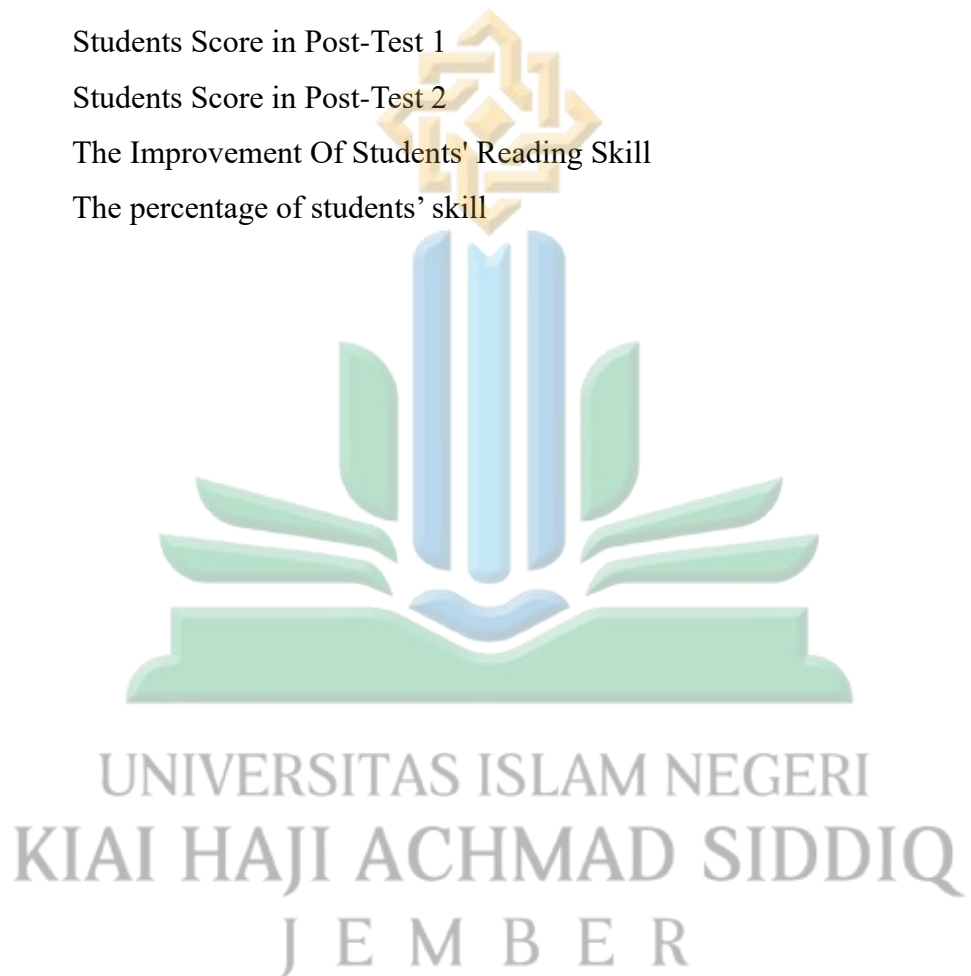 Students Score in Post-Test 1
Students Score in Post-Test 2
The Improvement Of Students' Reading Skill
The percentage of students’ skill
UNIVERSITAS ISLAM NEGERI
KIAI HAJI ACHMAD SIDDIQ
J E M B E R